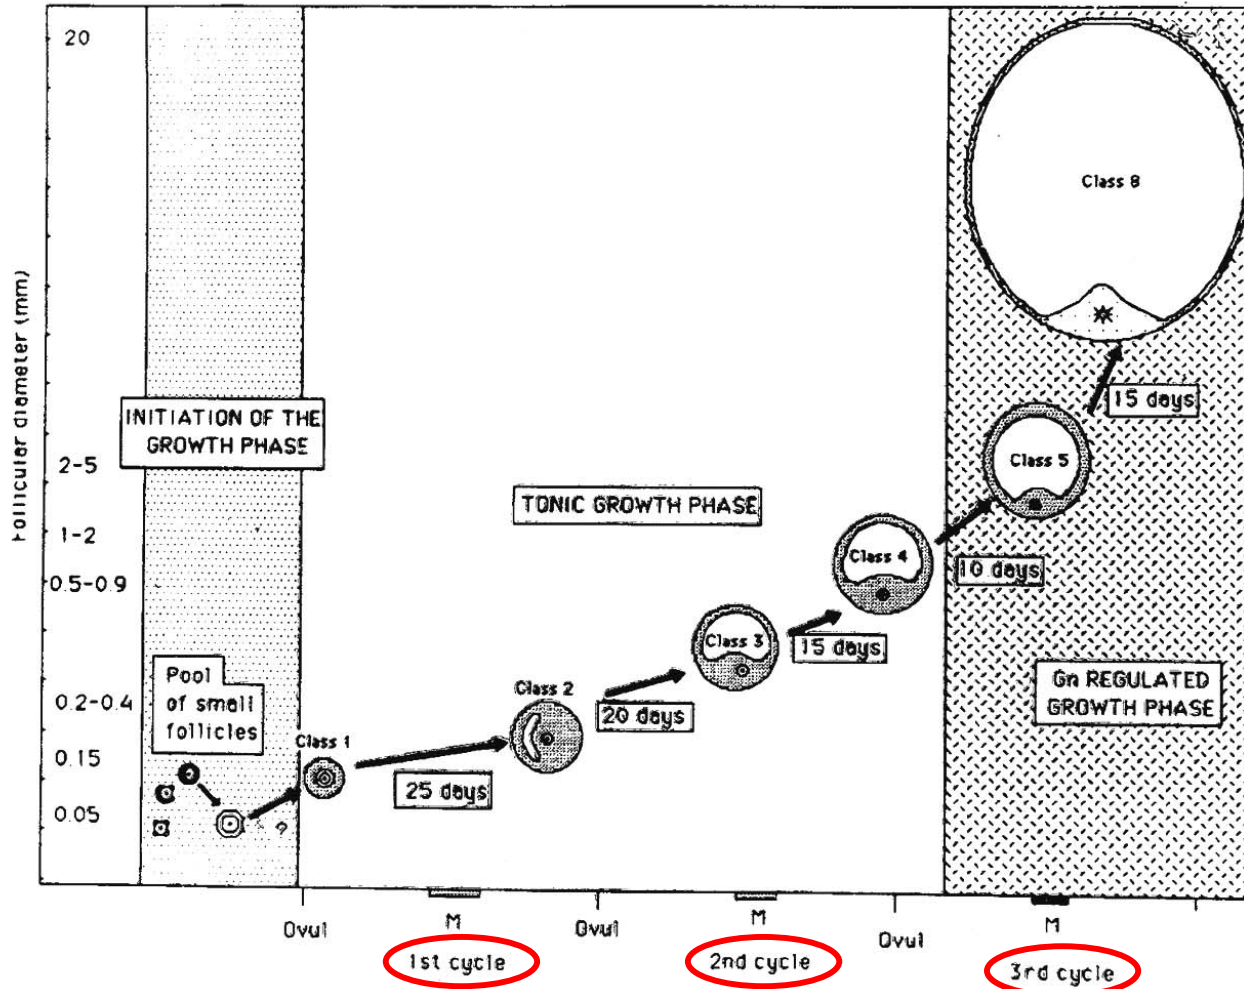 Follicular diameter (mm)
20
2-5
1-2
0.5-0.9
0.2-0.4
0.15
0.05
INITIATION OF THE
GROWTH PHASE
Pool
of small
follicles
?
TONIC GROWTH PHASE
Class 1
25 days
Class 2
20 days
Class 3
15 days
Class 4
10 days
Class 5
15 days
Class 8
Gn REGULATED
GROWTH PHASE
Ovul
M
Ovul
M
Ovul
M
1st cycle
2nd cycle
3rd cycle